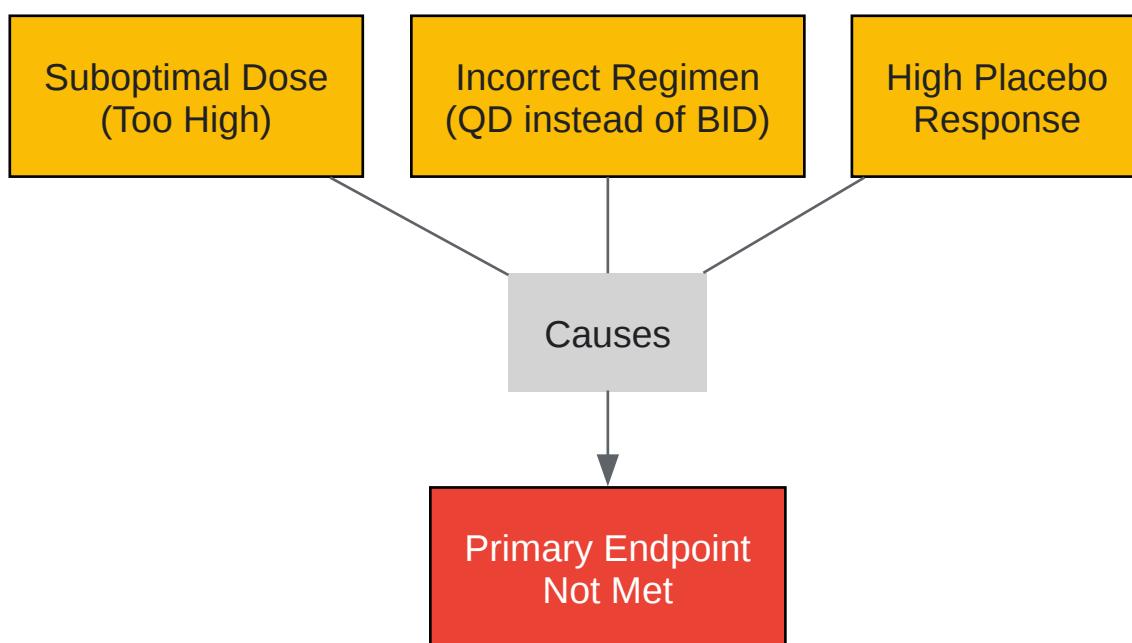 Suboptimal Dose
(Too High)
Incorrect Regimen
(QD instead of BID)
High Placebo
Response
Causes
Primary Endpoint
Not Met